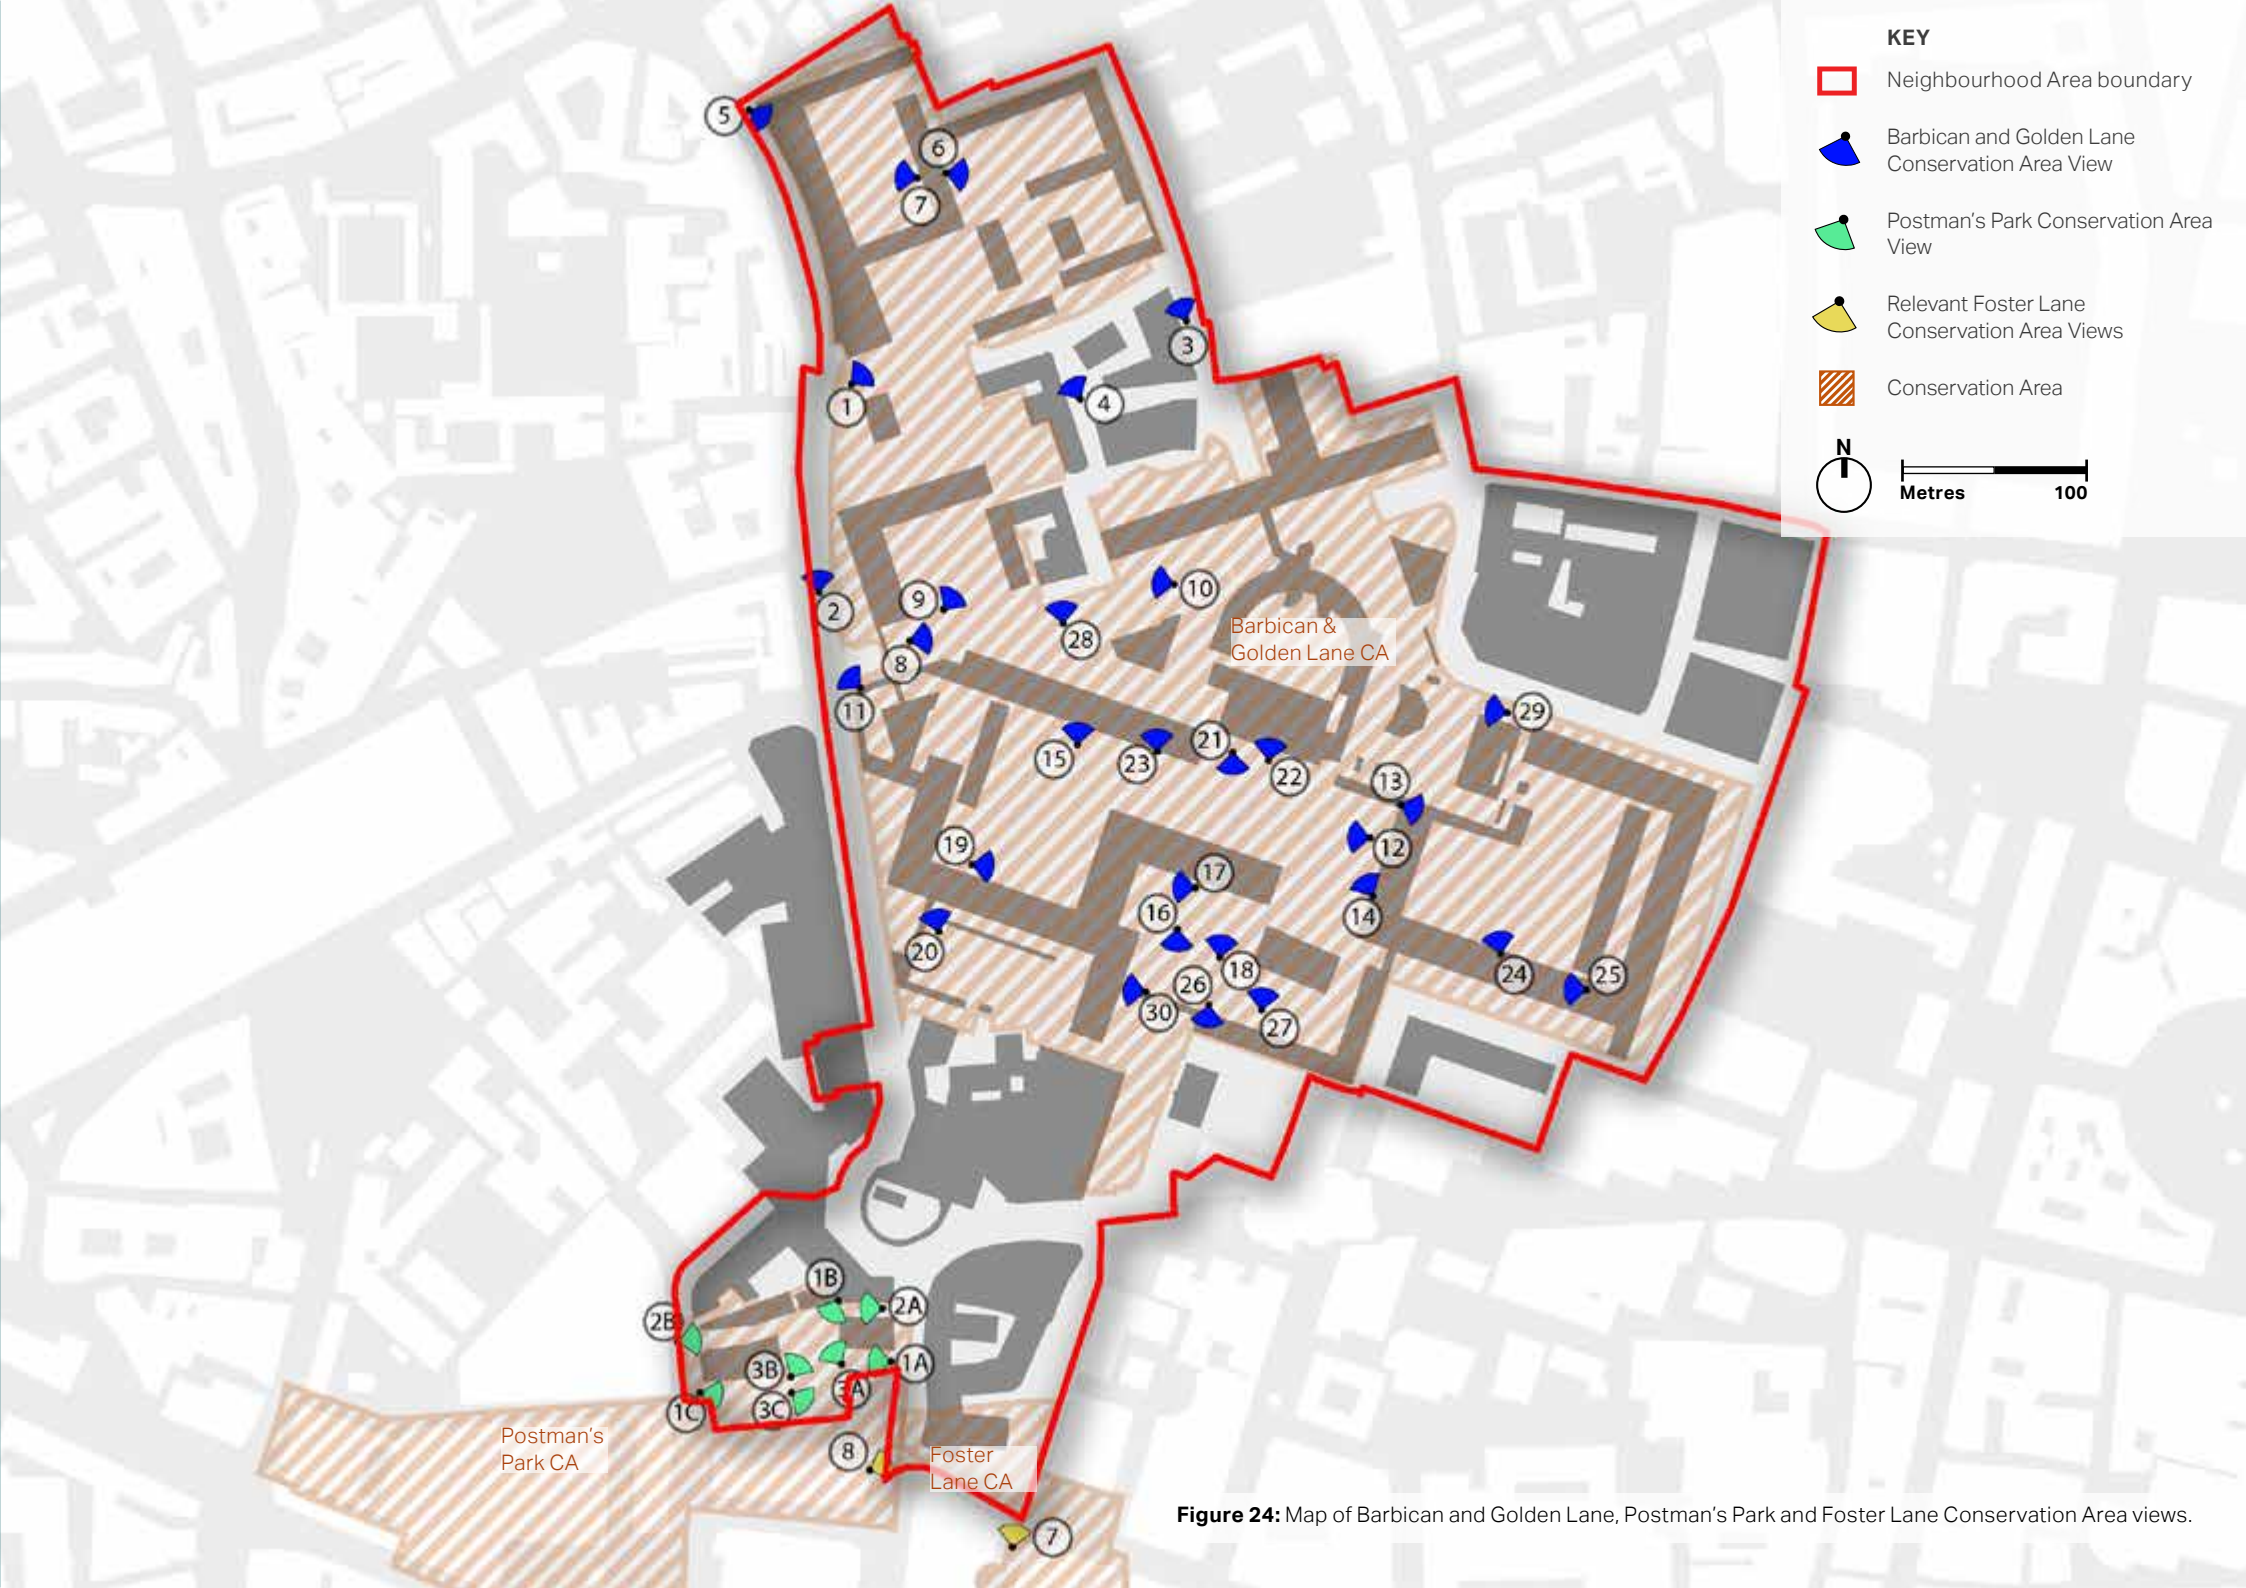 KEY
Neighbourhood Area boundary
Barbican and Golden Lane
Conservation Area View
Postman's Park Conservation Area
View
Relevant Foster Lane
Conservation Area Views
Conservation Area
N
Metres 100
5
6
7
3
1
4
2
9
10
28
8
11
29
15
23
21
22
13
12
19
17
16
14
20
18
24
25
26
30
27
Barbican &
Golden Lane CA
1B
2A
2B
3B
1A
3A
1C
3C
8
7
Postman's
Park CA
Foster
Lane CA
Figure 24: Map of Barbican and Golden Lane, Postman's Park and Foster Lane Conservation Area views.